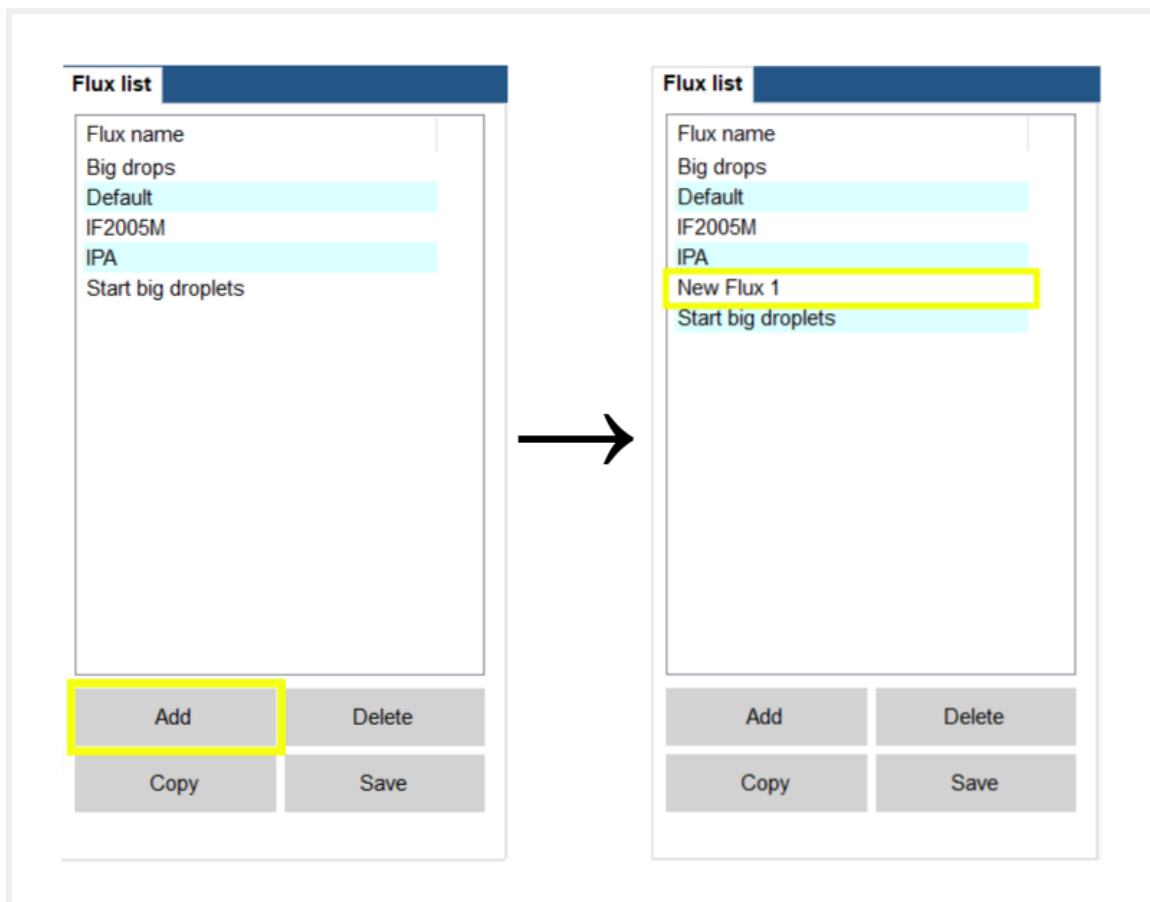 Flux list
Flux name
Big drops
Default
IF2005M
IPA
Start big droplets
Add
Delete
Copy
Save
Flux list
Flux name
Big drops
Default
IF2005M
IPA
New Flux 1
Start big droplets
Add
Delete
Copy
Save